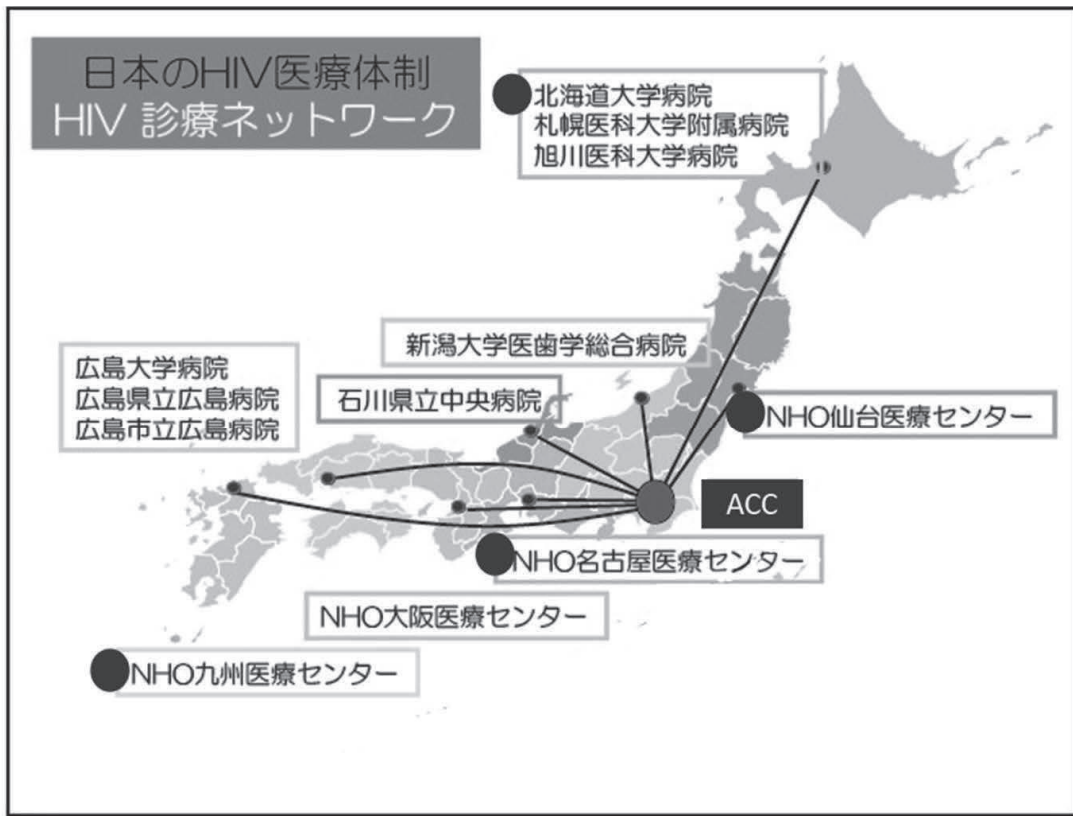 日本のHIV医療体制
HIV 診療ネットワーク
北海道大学病院
札幌医科大学附属病院
旭川医科大学病院
新潟大学医歯学総合病院
広島大学病院
広島県立広島病院
広島市立広島病院
石川県立中央病院
NHO仙台医療センター
ACC
NHO名古屋医療センター
NHO大阪医療センター
NHO九州医療センター